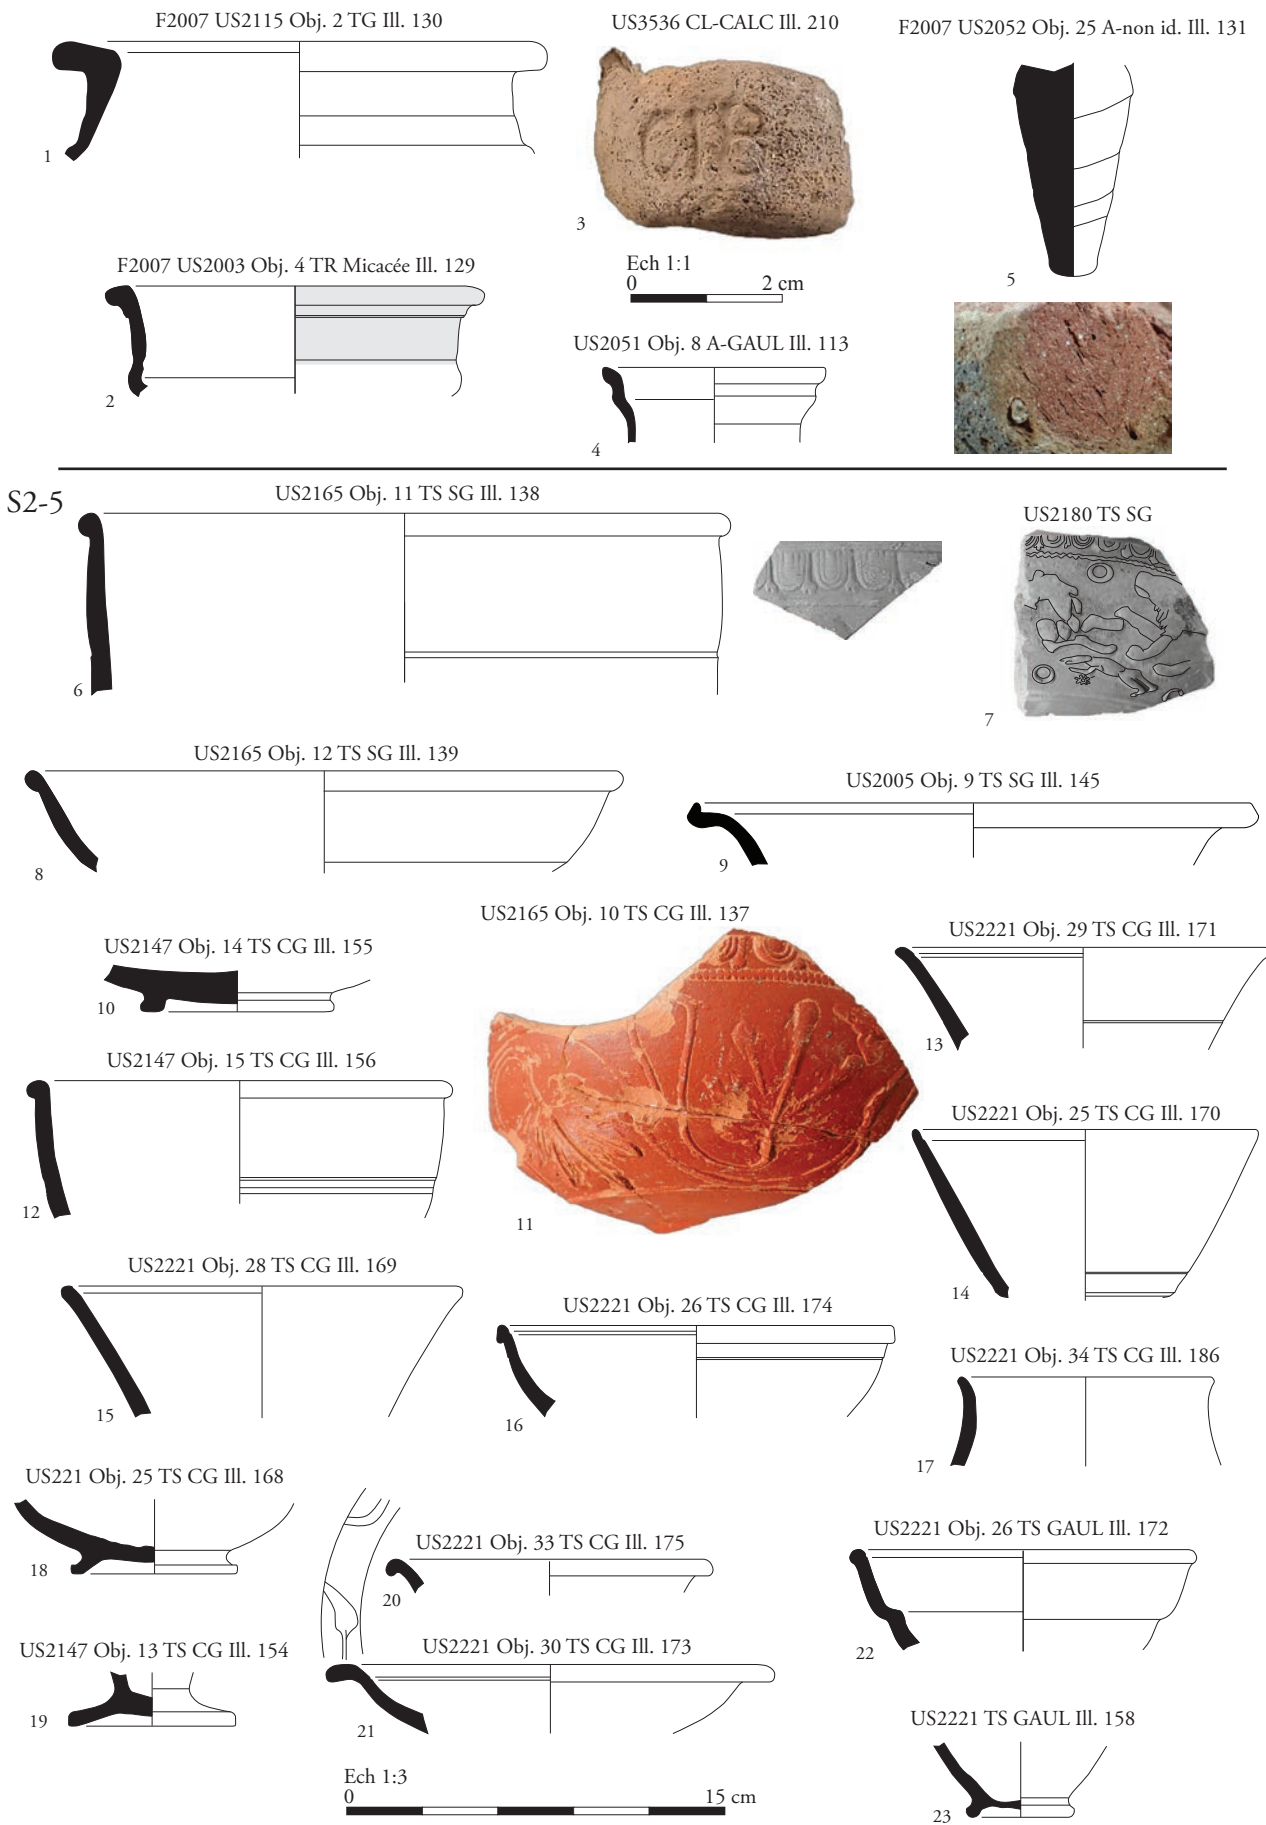 F2007 US2115 Obj. 2 TG Ill. 130
1
US3536 CL-CALC Ill. 210
3
F2007 US2052 Obj. 25 A-non id. Ill. 131
5
F2007 US2003 Obj. 4 TR Micacée Ill. 129
2
Ech 1:1
0 2 cm
US2051 Obj. 8 A-GAUL Ill. 113
4
S2-5
US2165 Obj. 11 TS SG Ill. 138
6
US2180 TS SG
7
US2165 Obj. 12 TS SG Ill. 139
8
US2005 Obj. 9 TS SG Ill. 145
9
US2147 Obj. 14 TS CG Ill. 155
10
US2165 Obj. 10 TS CG Ill. 137
11
US2221 Obj. 29 TS CG Ill. 171
13
US2147 Obj. 15 TS CG Ill. 156
12
US2221 Obj. 25 TS CG Ill. 170
14
US2221 Obj. 28 TS CG Ill. 169
15
US2221 Obj. 26 TS CG Ill. 174
16
US2221 Obj. 34 TS CG Ill. 186
17
US221 Obj. 25 TS CG Ill. 168
18
US2221 Obj. 33 TS CG Ill. 175
20
US2221 Obj. 26 TS GAUL Ill. 172
22
US2147 Obj. 13 TS CG Ill. 154
19
US2221 Obj. 30 TS CG Ill. 173
21
US2221 TS GAUL Ill. 158
23
Ech 1:3
0 15 cm